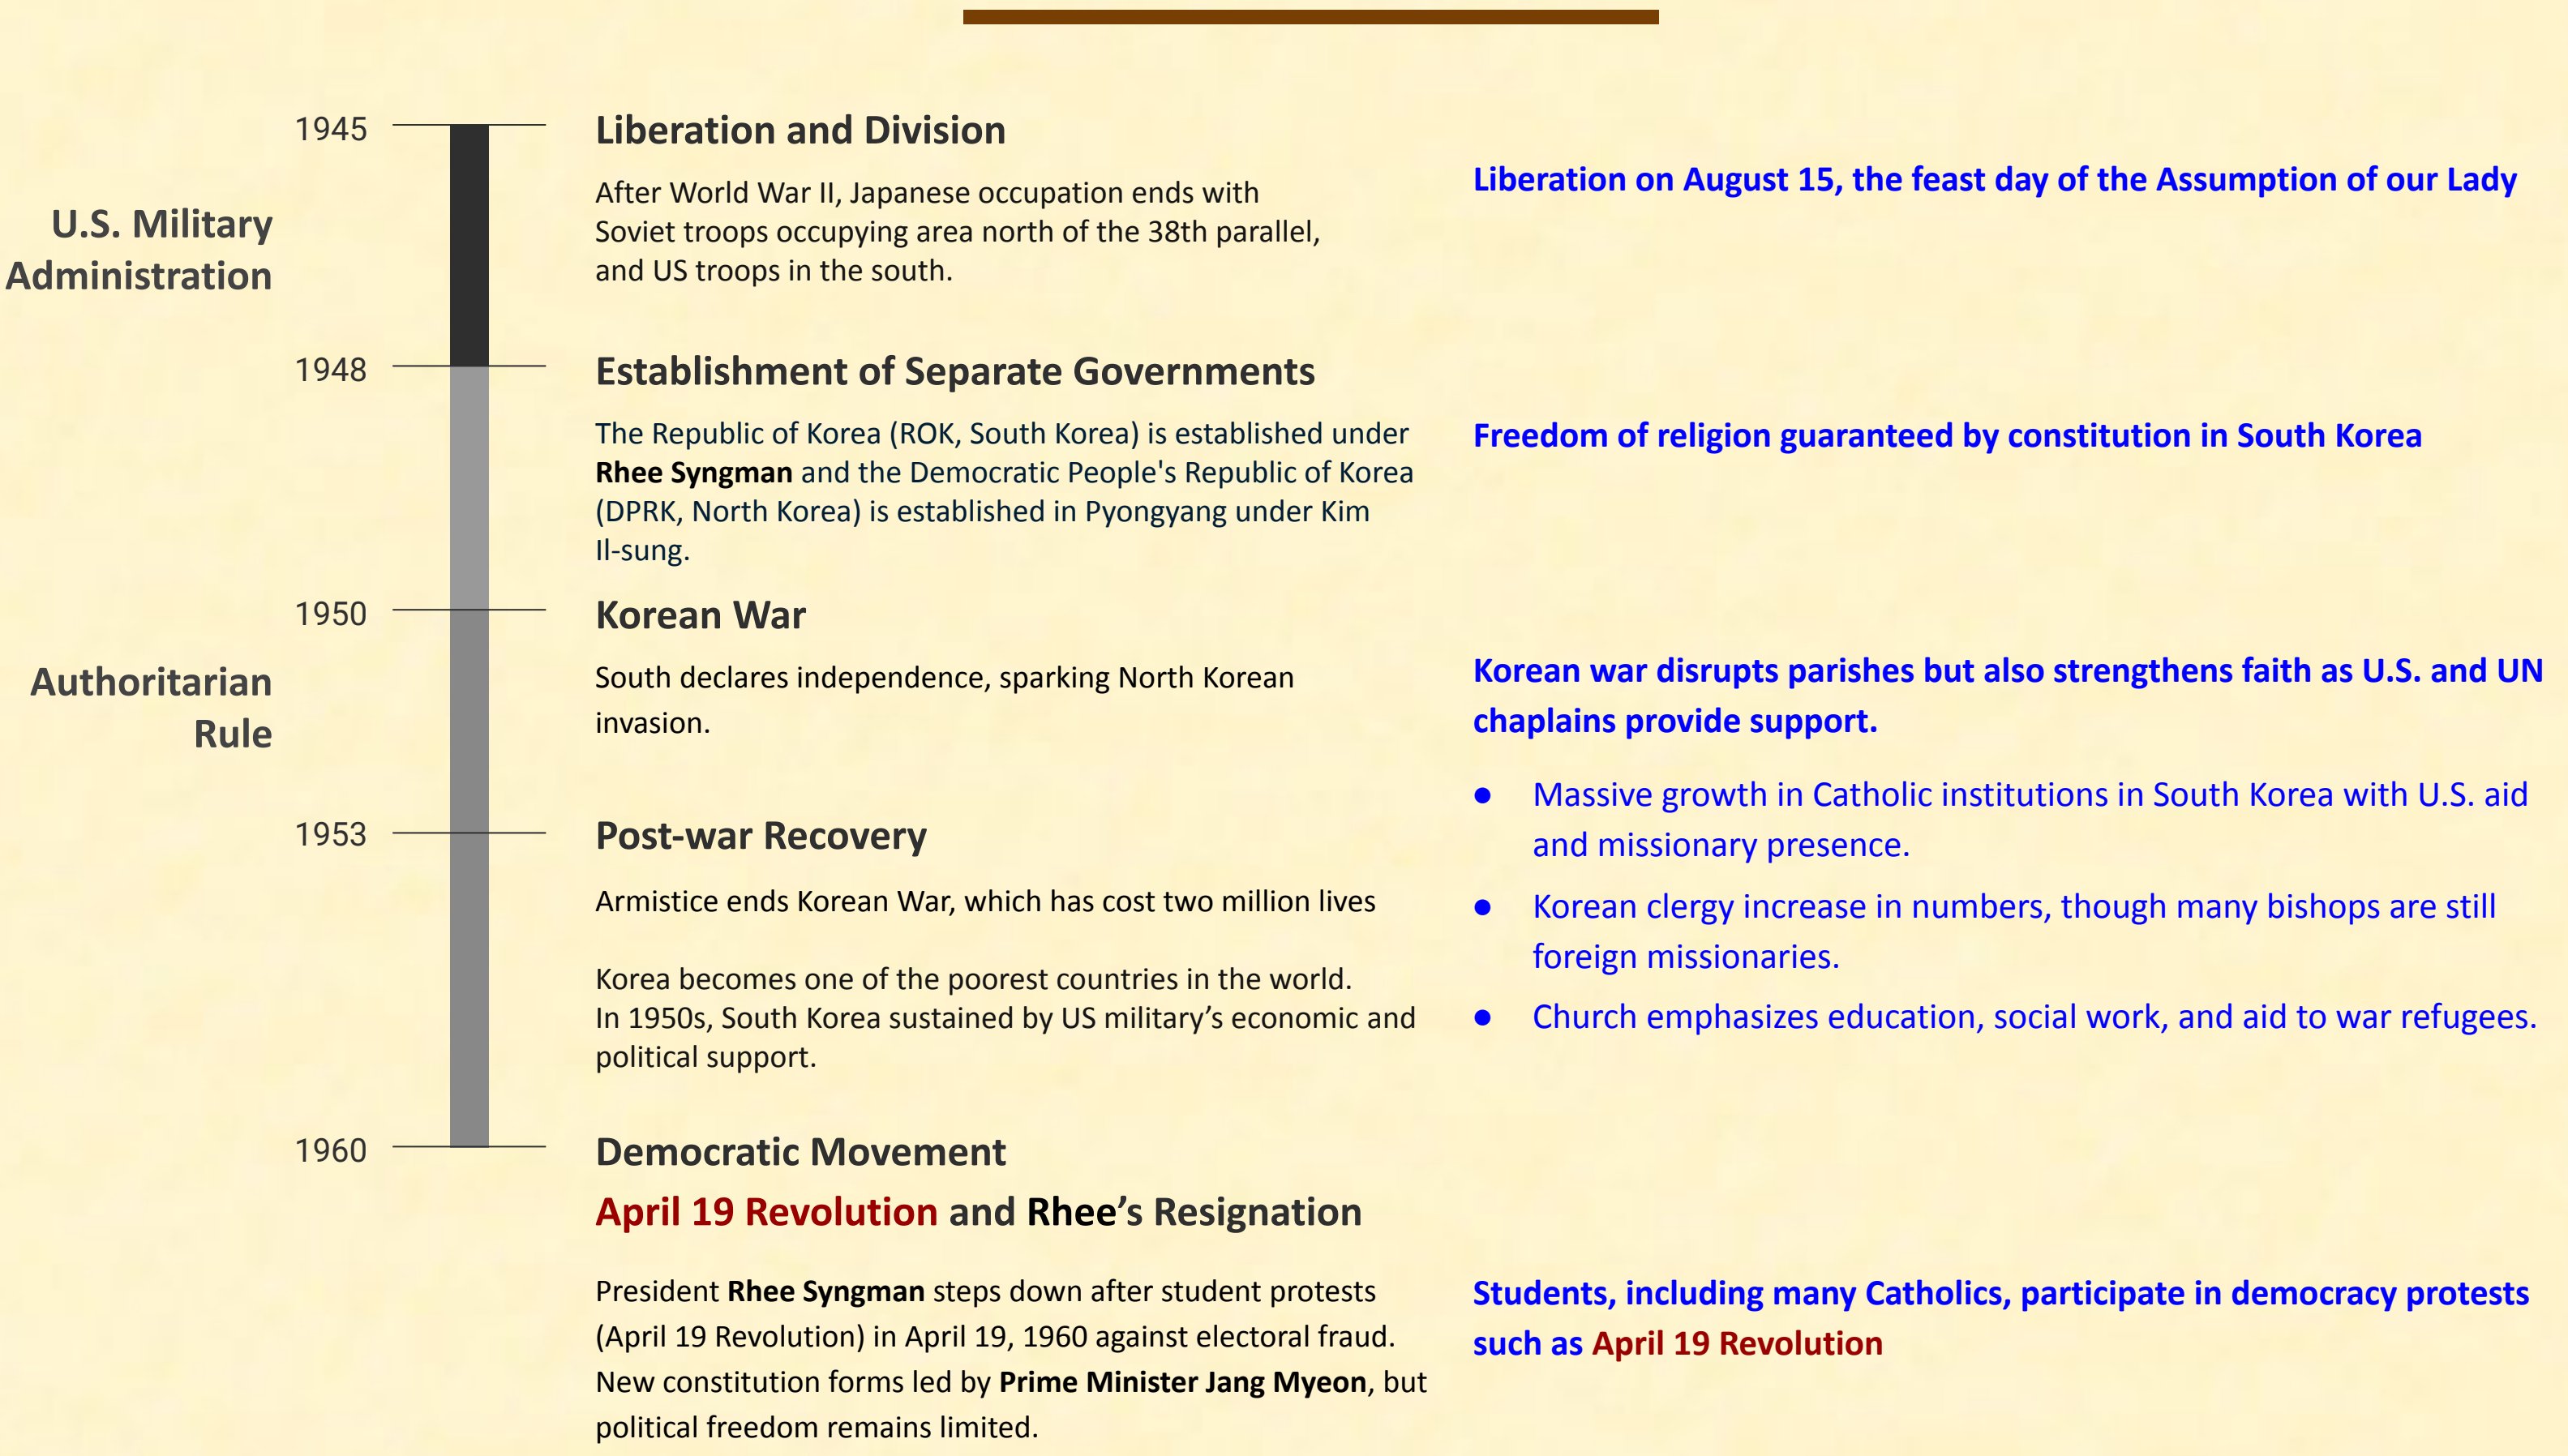 1945
Liberation and Division
After World War II, Japanese occupation ends with
Soviet troops occupying area north of the 38th parallel,
and US troops in the south.
Liberation on August 15, the feast day of the Assumption of our Lady
U.S. Military
Administration
1948
Establishment of Separate Governments
The Republic of Korea (ROK, South Korea) is established under
Rhee Syngman and the Democratic People's Republic of Korea
(DPRK, North Korea) is established in Pyongyang under Kim
Il-sung.
Freedom of religion guaranteed by constitution in South Korea
1950
Korean War
South declares independence, sparking North Korean
invasion.
Korean war disrupts parishes but also strengthens faith as U.S. and UN
chaplains provide support.
Authoritarian
Rule
1953
Post-war Recovery
Armistice ends Korean War, which has cost two million lives
Korea becomes one of the poorest countries in the world.
In 1950s, South Korea sustained by US military’s economic and
political support.
● Massive growth in Catholic institutions in South Korea with U.S. aid
and missionary presence.
● Korean clergy increase in numbers, though many bishops are still
foreign missionaries.
● Church emphasizes education, social work, and aid to war refugees.
1960
Democratic Movement
April 19 Revolution and Rhee’s Resignation
President Rhee Syngman steps down after student protests
(April 19 Revolution) in April 19, 1960 against electoral fraud.
New constitution forms led by Prime Minister Jang Myeon, but
political freedom remains limited.
Students, including many Catholics, participate in democracy protests
such as April 19 Revolution